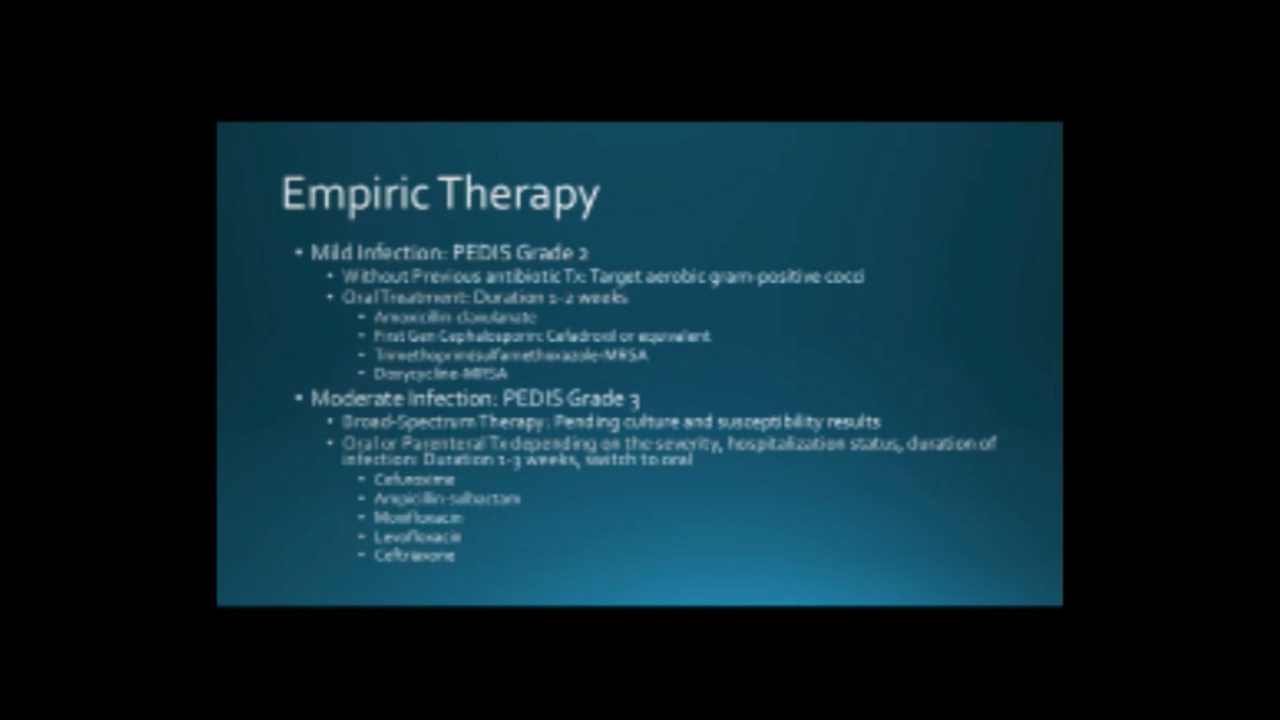 Empiric Therapy
• Mild Infection: PEDIS Grade 2
• Without Previous antibiotic Tx: Target aerobic gram-positive cocci
• Oral Treatment: Duration 1-2 weeks
• Amoxicillin-clavulanate
• First Gen Cephalosporin: Cefadroxil or equivalent
• Trimethoprim/sulfamethoxazole-MRSA
• Doxycycline-MRSA
• Moderate Infection: PEDIS Grade 3
• Broad-Spectrum Therapy: Pending culture and susceptibility results
• Oral or Parenteral Tx depending on the severity, hospitalization status, duration of
infection: Duration 1-3 weeks, switch to oral
• Cefuroxime
• Ampicillin-sulbactam
• Moxifloxacin
• Levofloxacin
• Ceftriaxone